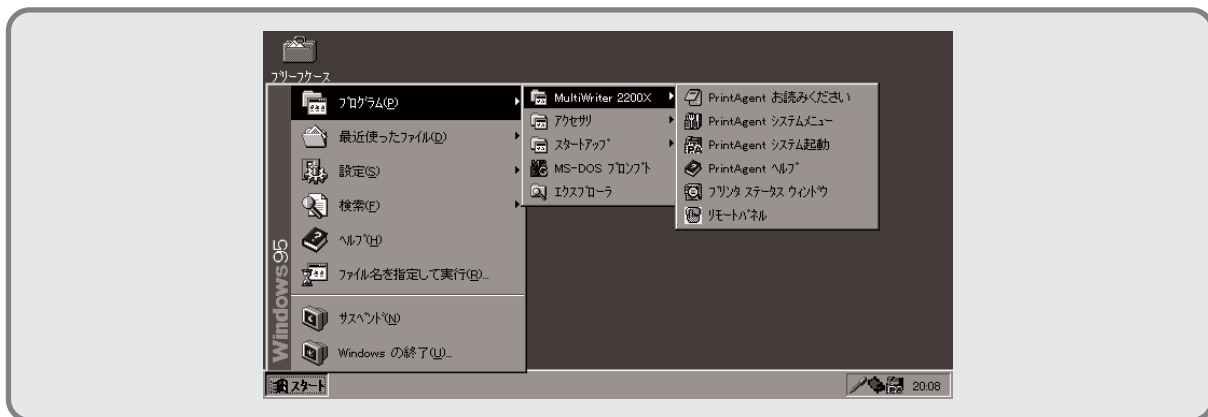 ブリーフケース
プログラム(P)
最近使ったファイル(D)
設定(S)
検索(F)
ヘルプ(H)
ファイル名を指定して実行(R)...
サスペンド(N)
Windows の終了(U)...
Windows95
MultiWriter 2200X
アクセサリ
スタートアップ
MS-DOS プロンプト
エクスプローラ
PrintAgent お読みください
PrintAgent システムメニュー
PrintAgent システム起動
PrintAgent ヘルプ
プリンタ ステータス ウィンドウ
リモートパネル
スタート
20:08